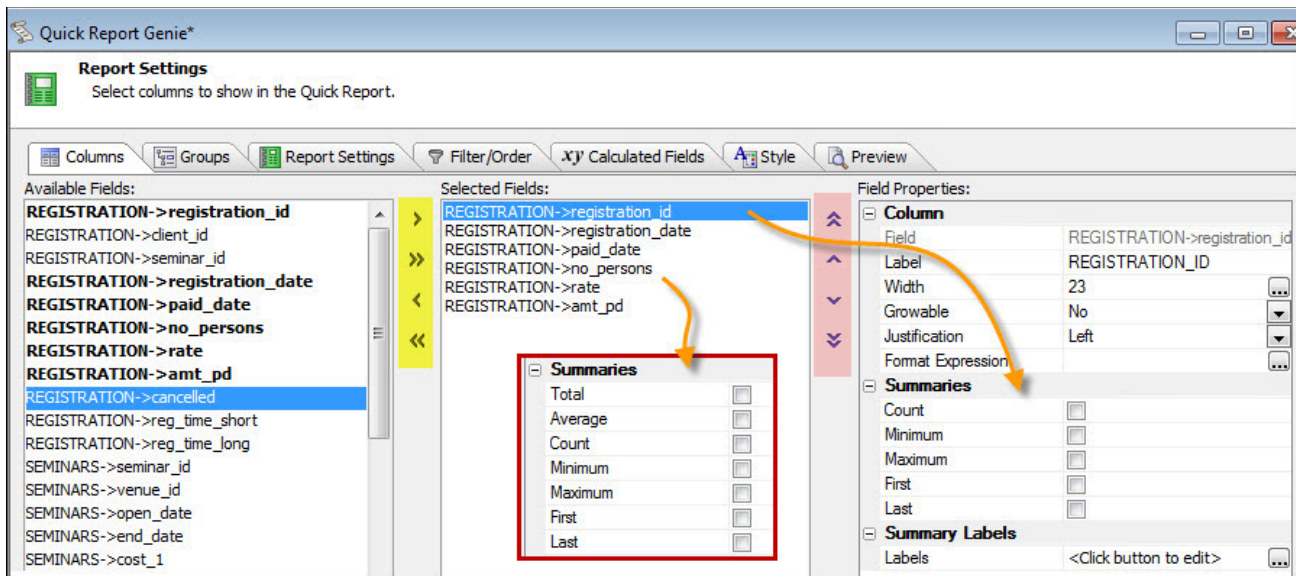 Quick Report Genie*
Report Settings
Select columns to show in the Quick Report.
Columns Groups Report Settings Filter/Order xy Calculated Fields Style Preview
Available Fields:
REGISTRATION->registration_id
REGISTRATION->client_id
REGISTRATION->seminar_id
REGISTRATION->registration_date
REGISTRATION->paid_date
REGISTRATION->no_persons
REGISTRATION->rate
REGISTRATION->amt_pd
REGISTRATION->cancelled
REGISTRATION->reg_time_short
REGISTRATION->reg_time_long
SEMINARS->seminar_id
SEMINARS->venue_id
SEMINARS->open_date
SEMINARS->end_date
SEMINARS->cost_1
Selected Fields:
REGISTRATION->registration_id
REGISTRATION->registration_date
REGISTRATION->paid_date
REGISTRATION->no_persons
REGISTRATION->rate
REGISTRATION->amt_pd
Summaries
Total
Average
Count
Minimum
Maximum
First
Last
Field Properties:
Column
Field REGISTRATION->registration_id
Label REGISTRATION_ID
Width 23 ...
Growable No
Justification Left
Format Expression ...
Summaries
Count
Minimum
Maximum
First
Last
Summary Labels
Labels <Click button to edit> ...